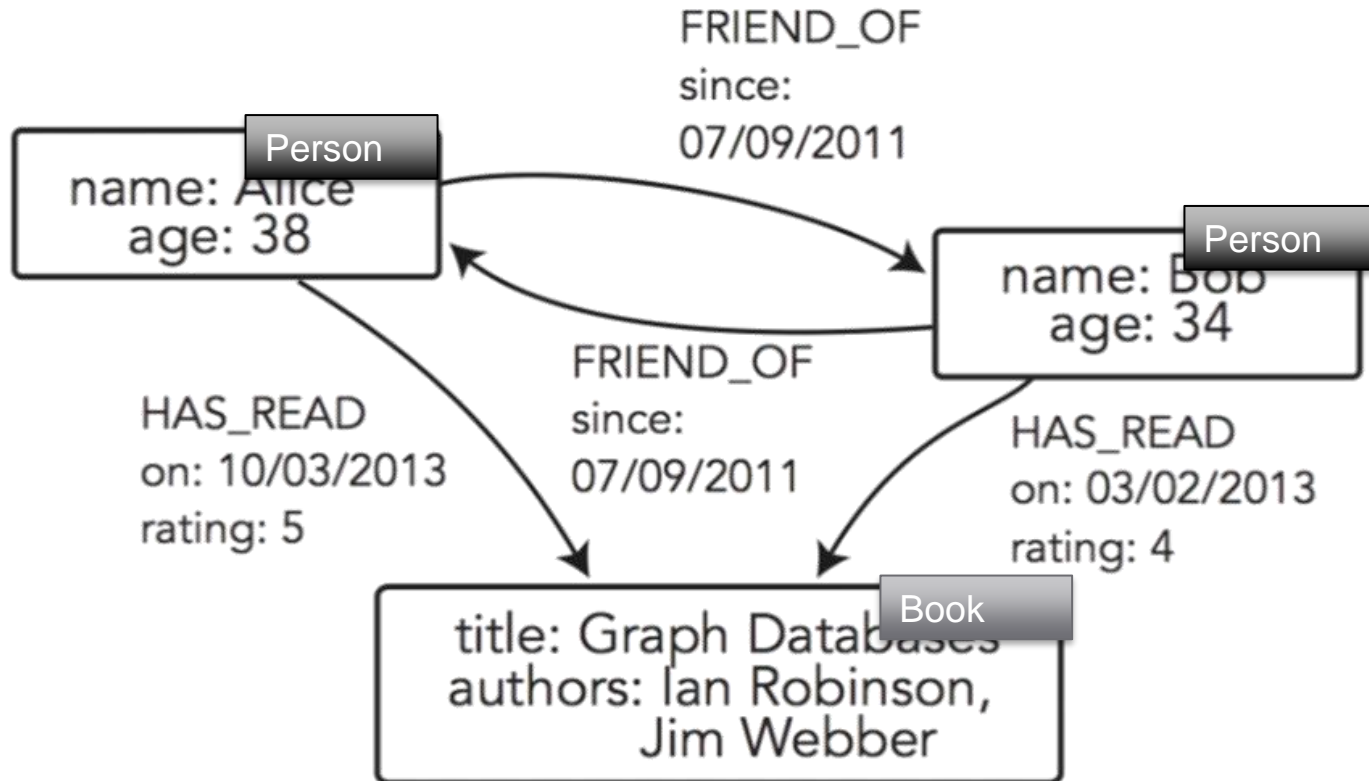 FRIEND_OF
since:
07/09/2011
Person
name: Alice
age: 38
Person
name: Bob
age: 34
FRIEND_OF
since:
07/09/2011
HAS_READ
on: 10/03/2013
rating: 5
HAS_READ
on: 03/02/2013
rating: 4
Book
title: Graph Databases
authors: Ian Robinson,
Jim Webber